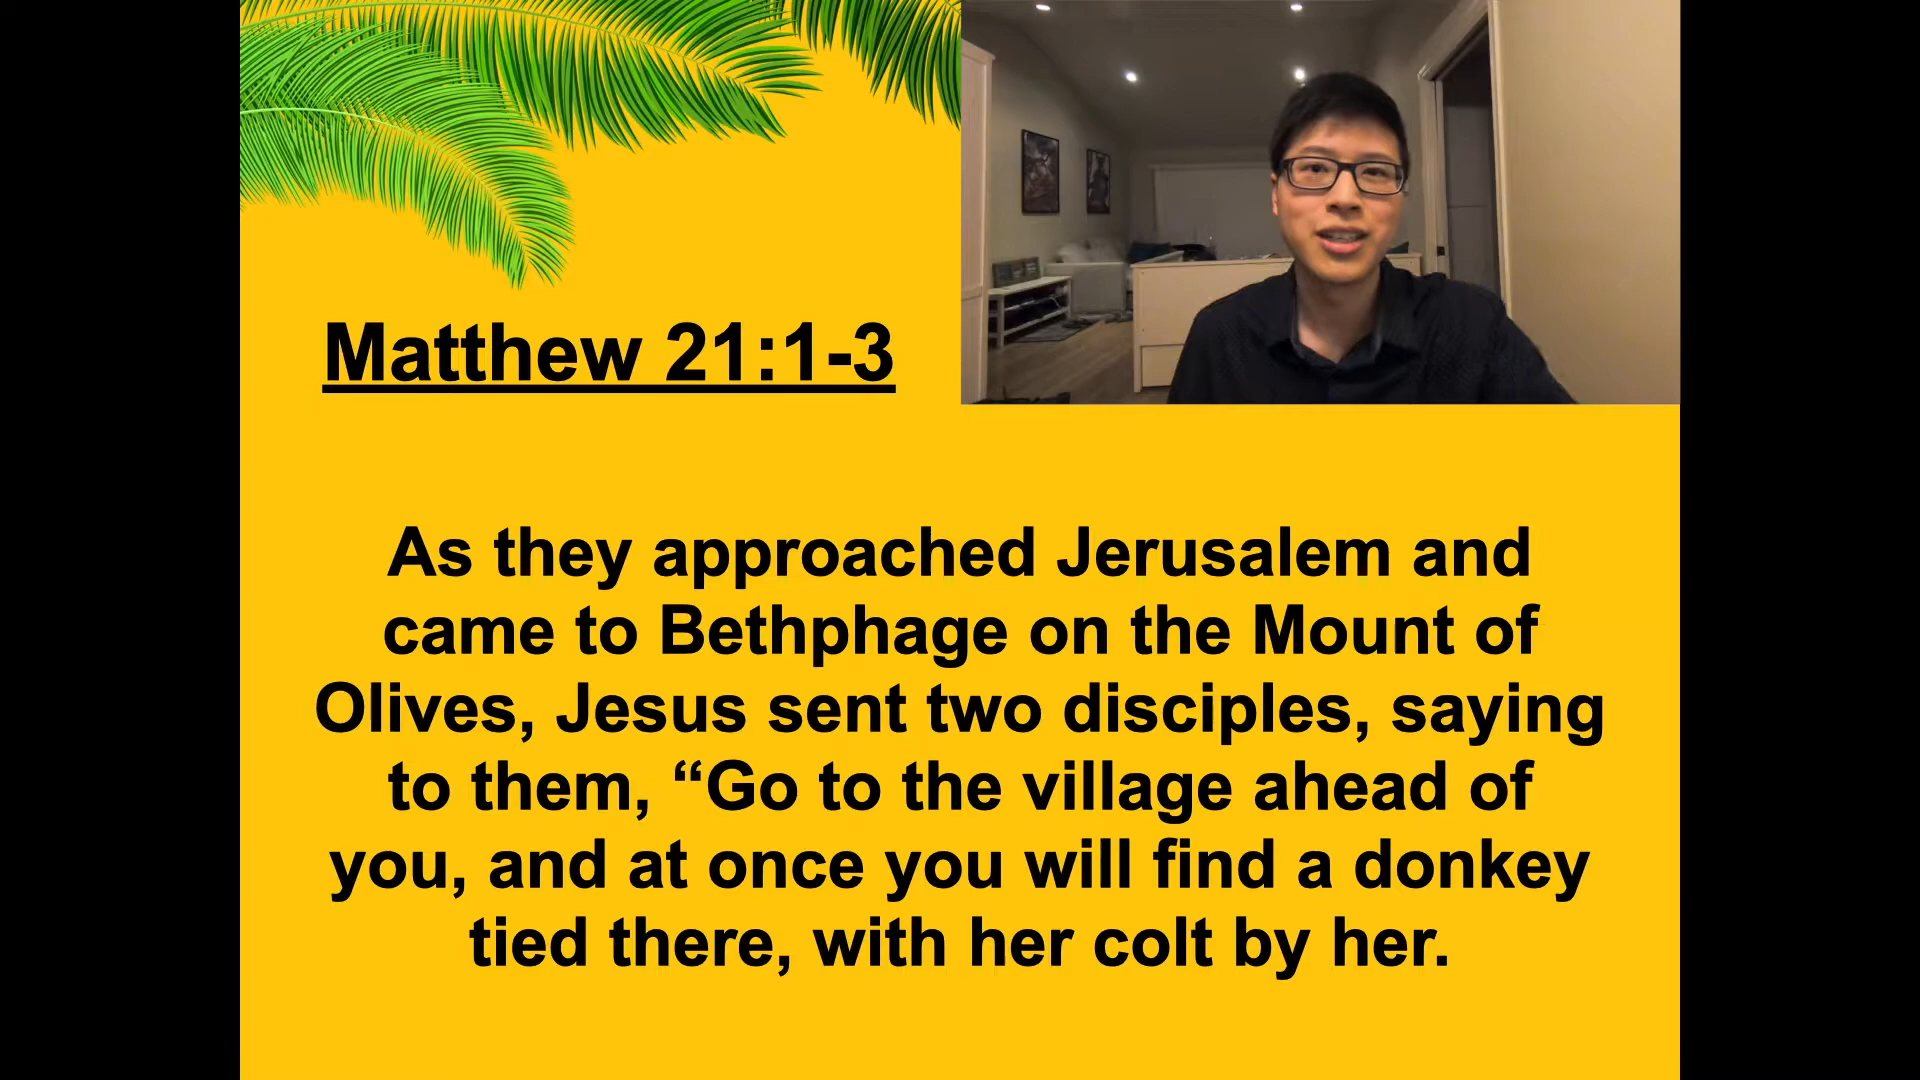 Matthew 21:1-3
As they approached Jerusalem and
came to Bethphage on the Mount of
Olives, Jesus sent two disciples, saying
to them, “Go to the village ahead of
you, and at once you will find a donkey
tied there, with her colt by her.